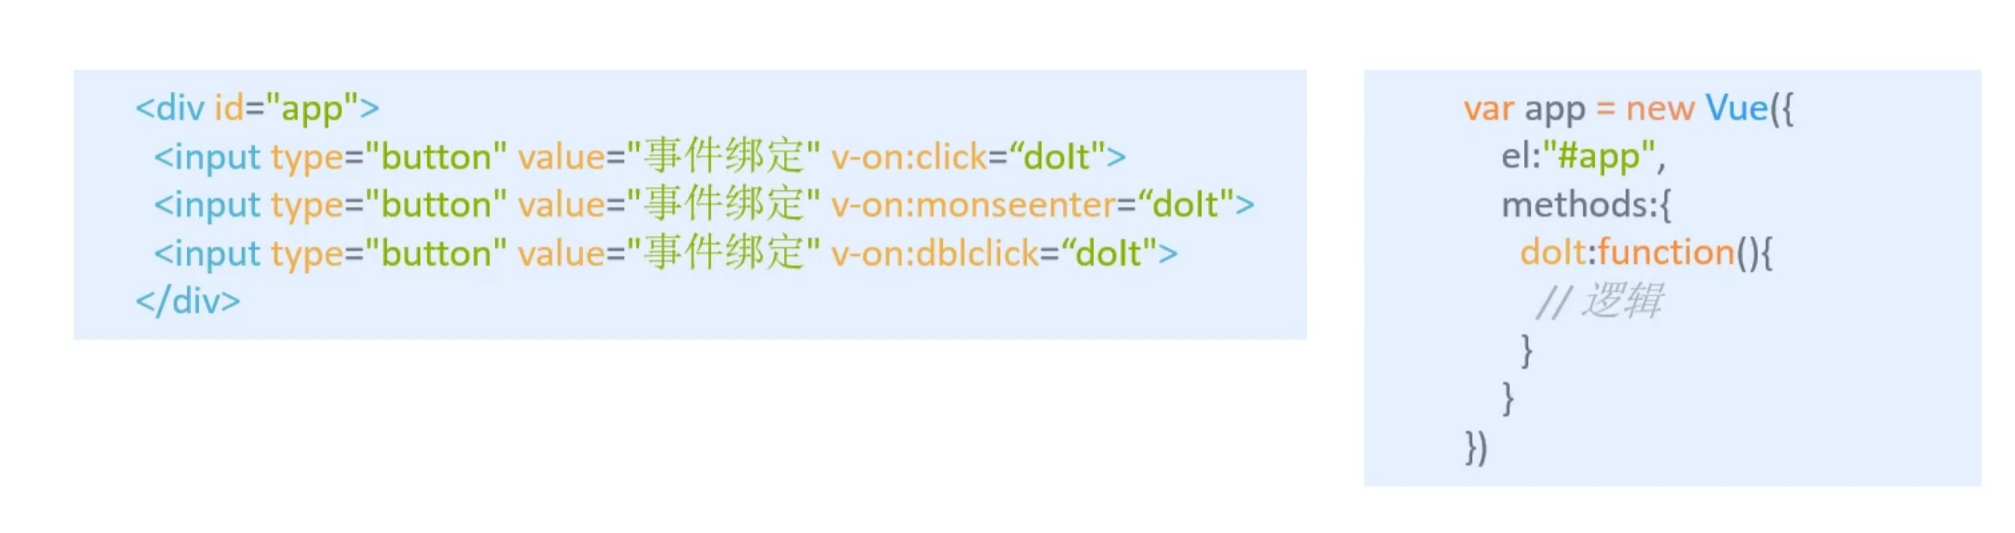 <div id="app">
<input type="button" value="事件绑定" v-on:click=“doIt">
<input type="button" value="事件绑定" v-on:monseenter=“doIt">
<input type="button" value="事件绑定" v-on:dblclick=“doIt">
</div>
var app = new Vue({
el:"#app",
methods:{
doIt:function(){
// 逻辑
}
}
})